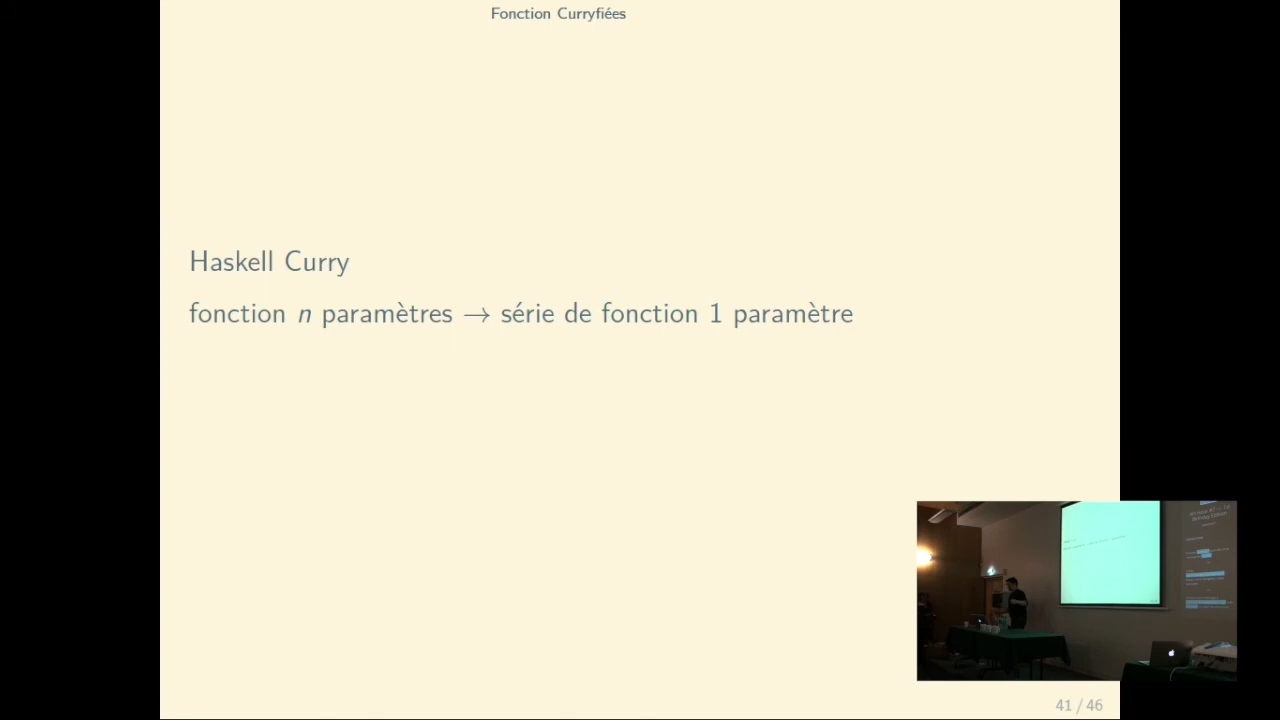 Fonction Curryfiées
Haskell Curry
fonction n paramètres → série de fonction 1 paramètre
41 / 46